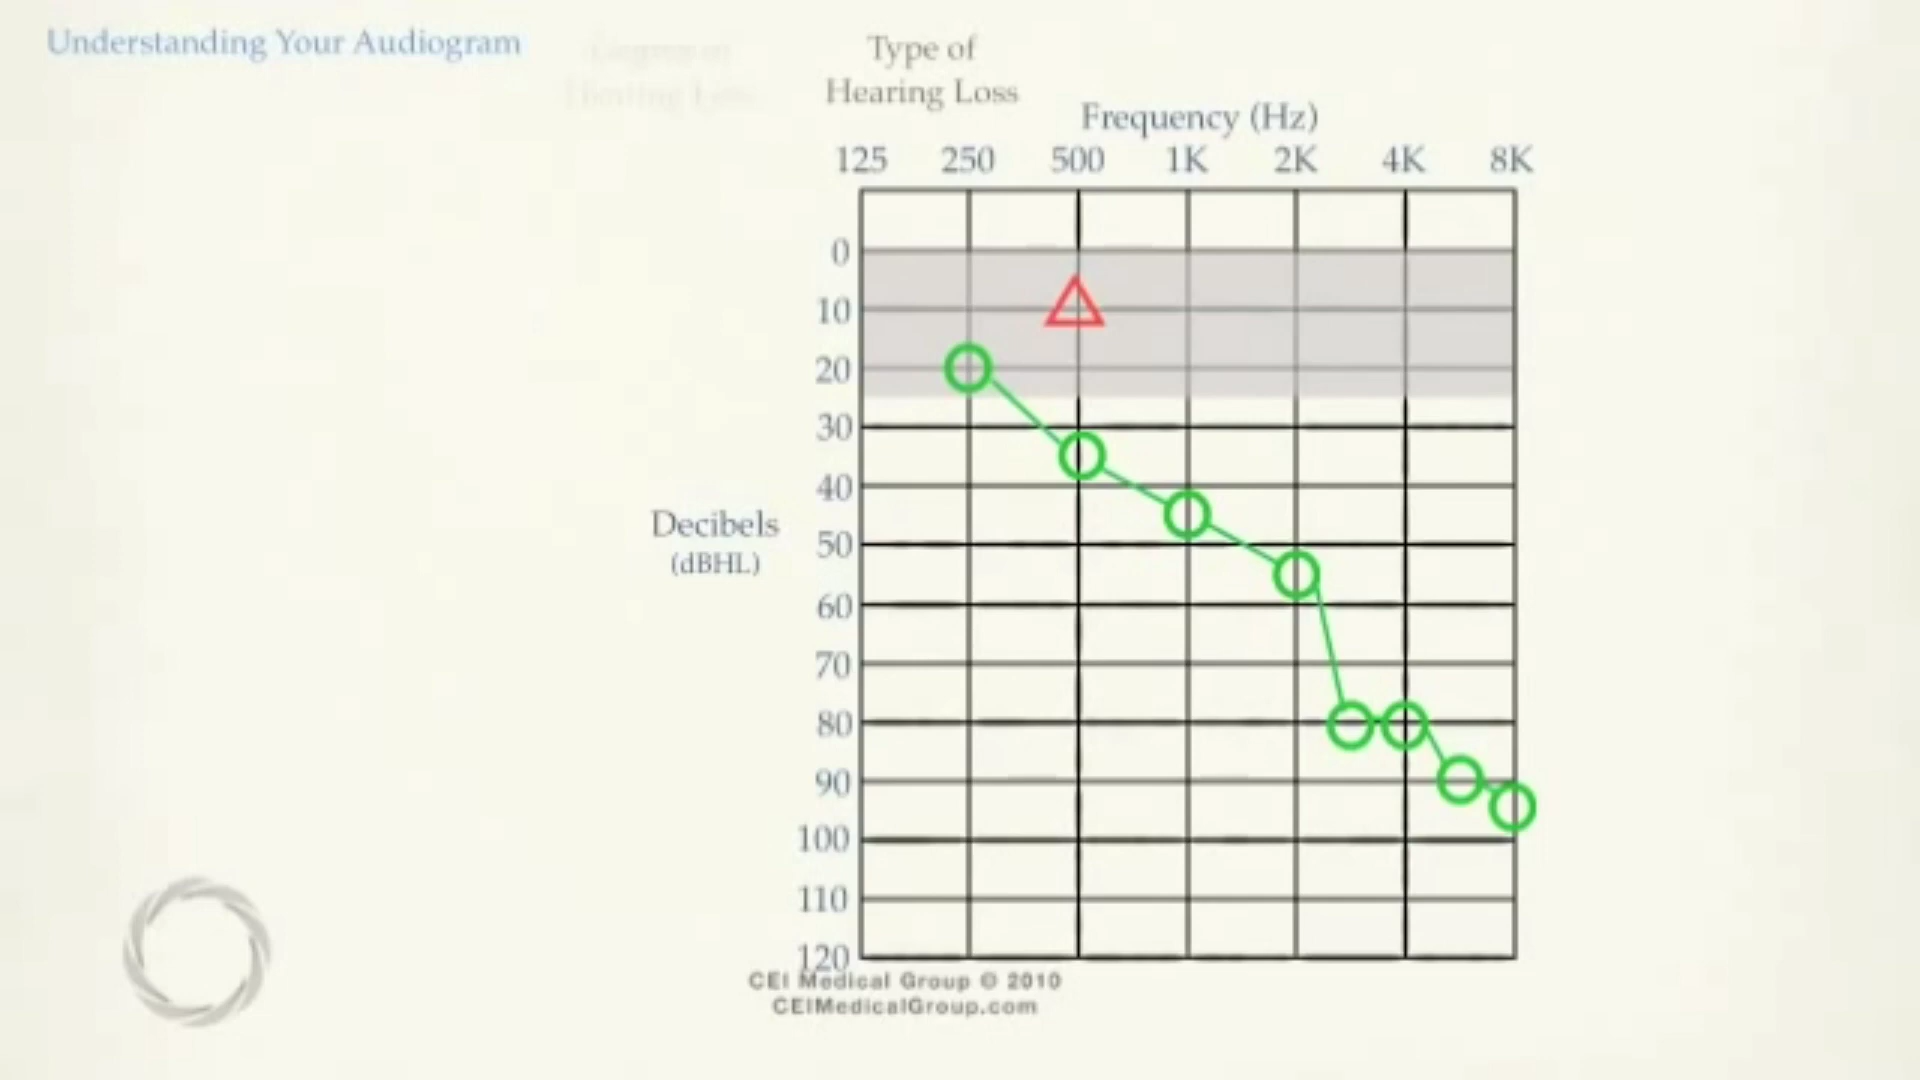 Understanding Your Audiogram
Type of
Hearing Loss
Frequency (Hz)
125 250 500 1K 2K 4K 8K
0
10
20
30
40
50
60
70
80
90
100
110
120
Decibels
(dBHL)
CEI Medical Group © 2010
CEIMedicalGroup.com